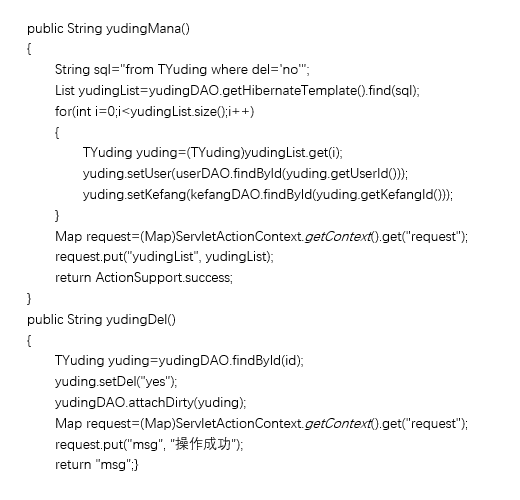 public String yudingMana()
{
String sql="from TYuding where del='no'";
List yudingList=yudingDAO.getHibernateTemplate().find(sql);
for(int i=0;i<yudingList.size();i++)
{
TYuding yuding=(TYuding)yudingList.get(i);
yuding.setUser(userDAO.findById(yuding.getUserId()));
yuding.setKefang(kefangDAO.findById(yuding.getKefangId()));
}
Map request=(Map)ServletActionContext.getContext().get("request");
request.put("yudingList", yudingList);
return ActionSupport.success;
}
public String yudingDel()
{
TYuding yuding=yudingDAO.findById(id);
yuding.setDel("yes");
yudingDAO.attachDirty(yuding);
Map request=(Map)ServletActionContext.getContext().get("request");
request.put("msg", "操作成功");
return "msg";}